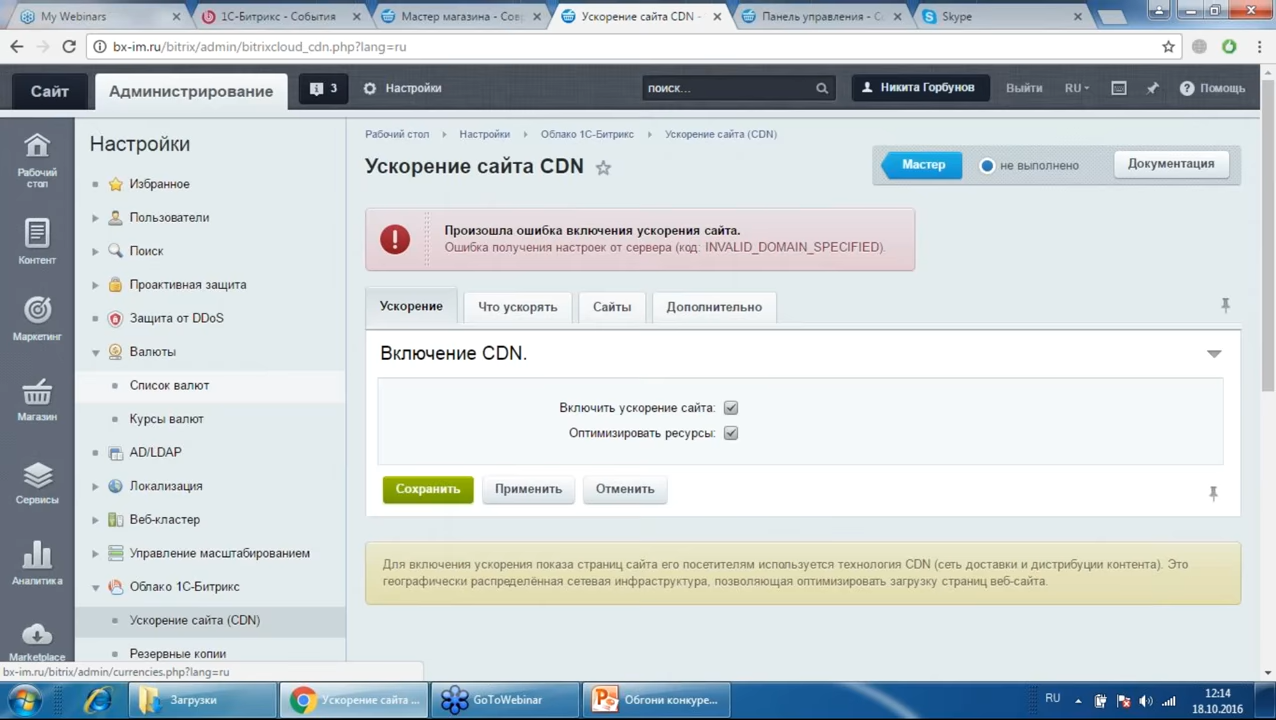 My Webinars
1С-Битрикс - События
Мастер магазина - Сов
Ускорение сайта CDN -
Панель управления - Со
Skype
bx-im.ru/bitrix/admin/bitrixcloud_cdn.php?lang=ru
Сайт
Администрирование
3
Настройки
поиск...
Никита Горбунов
Выйти
RU
Помощь
Рабочий стол
Контент
Маркетинг
Магазин
Сервисы
Аналитика
Marketplace
Настройки
Избранное
Пользователи
Поиск
Проактивная защита
Защита от DDoS
Валюты
Список валют
Курсы валют
AD/LDAP
Локализация
Веб-кластер
Управление масштабированием
Облако 1С-Битрикс
Ускорение сайта (CDN)
Резервные копии
Рабочий стол Настройки Облако 1С-Битрикс Ускорение сайта (CDN)
Ускорение сайта CDN
Мастер
не выполнено
Документация
Произошла ошибка включения ускорения сайта.
Ошибка получения настроек от сервера (код: INVALID_DOMAIN_SPECIFIED).
Ускорение
Что ускорять
Сайты
Дополнительно
Включение CDN.
Включить ускорение сайта:
Оптимизировать ресурсы:
Сохранить
Применить
Отменить
Для включения ускорения показа страниц сайта его посетителям используется технология CDN (сеть доставки и дистрибуции контента). Это
географически распределённая сетевая инфраструктура, позволяющая оптимизировать загрузку страниц веб-сайта.
bx-im.ru/bitrix/admin/currencies.php?lang=ru
Загрузки
Ускорение сайта ...
GoToWebinar
Обгони конкуре...
RU
12:14
18.10.2016